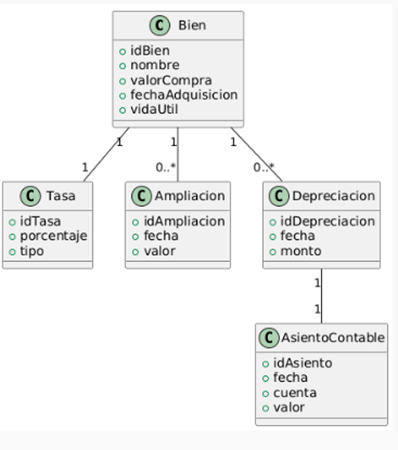 C Bien
idBien
nombre
valorCompra
fechaAdquisicion
vidaUtil
1 1 1
1 0..* 0..*
C Tasa
idTasa
porcentaje
tipo
C Ampliacion
idAmpliacion
fecha
valor
C Depreciacion
idDepreciacion
fecha
monto
1
1
C AsientoContable
idAsiento
fecha
cuenta
valor